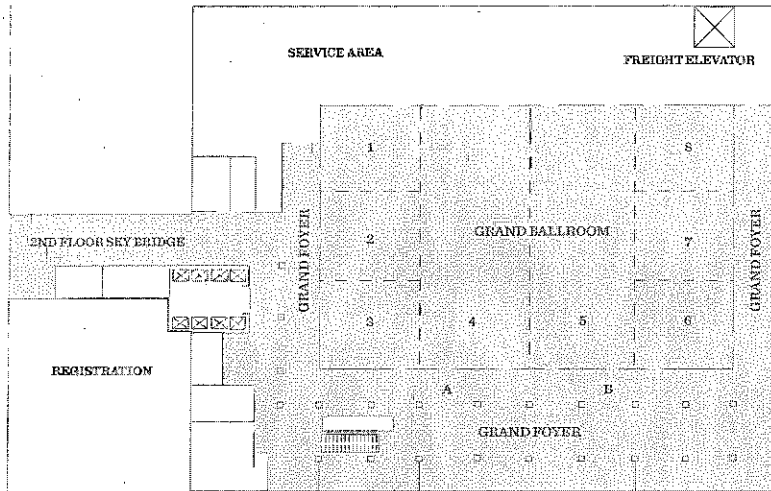 SERVICE AREA
FREIGHT ELEVATOR
1
8
2ND FLOOR SKY BRIDGE
GRAND FOYER
2
GRAND BALLROOM
7
GRAND FOYER
3
4
5
6
REGISTRATION
A
B
GRAND FOYER